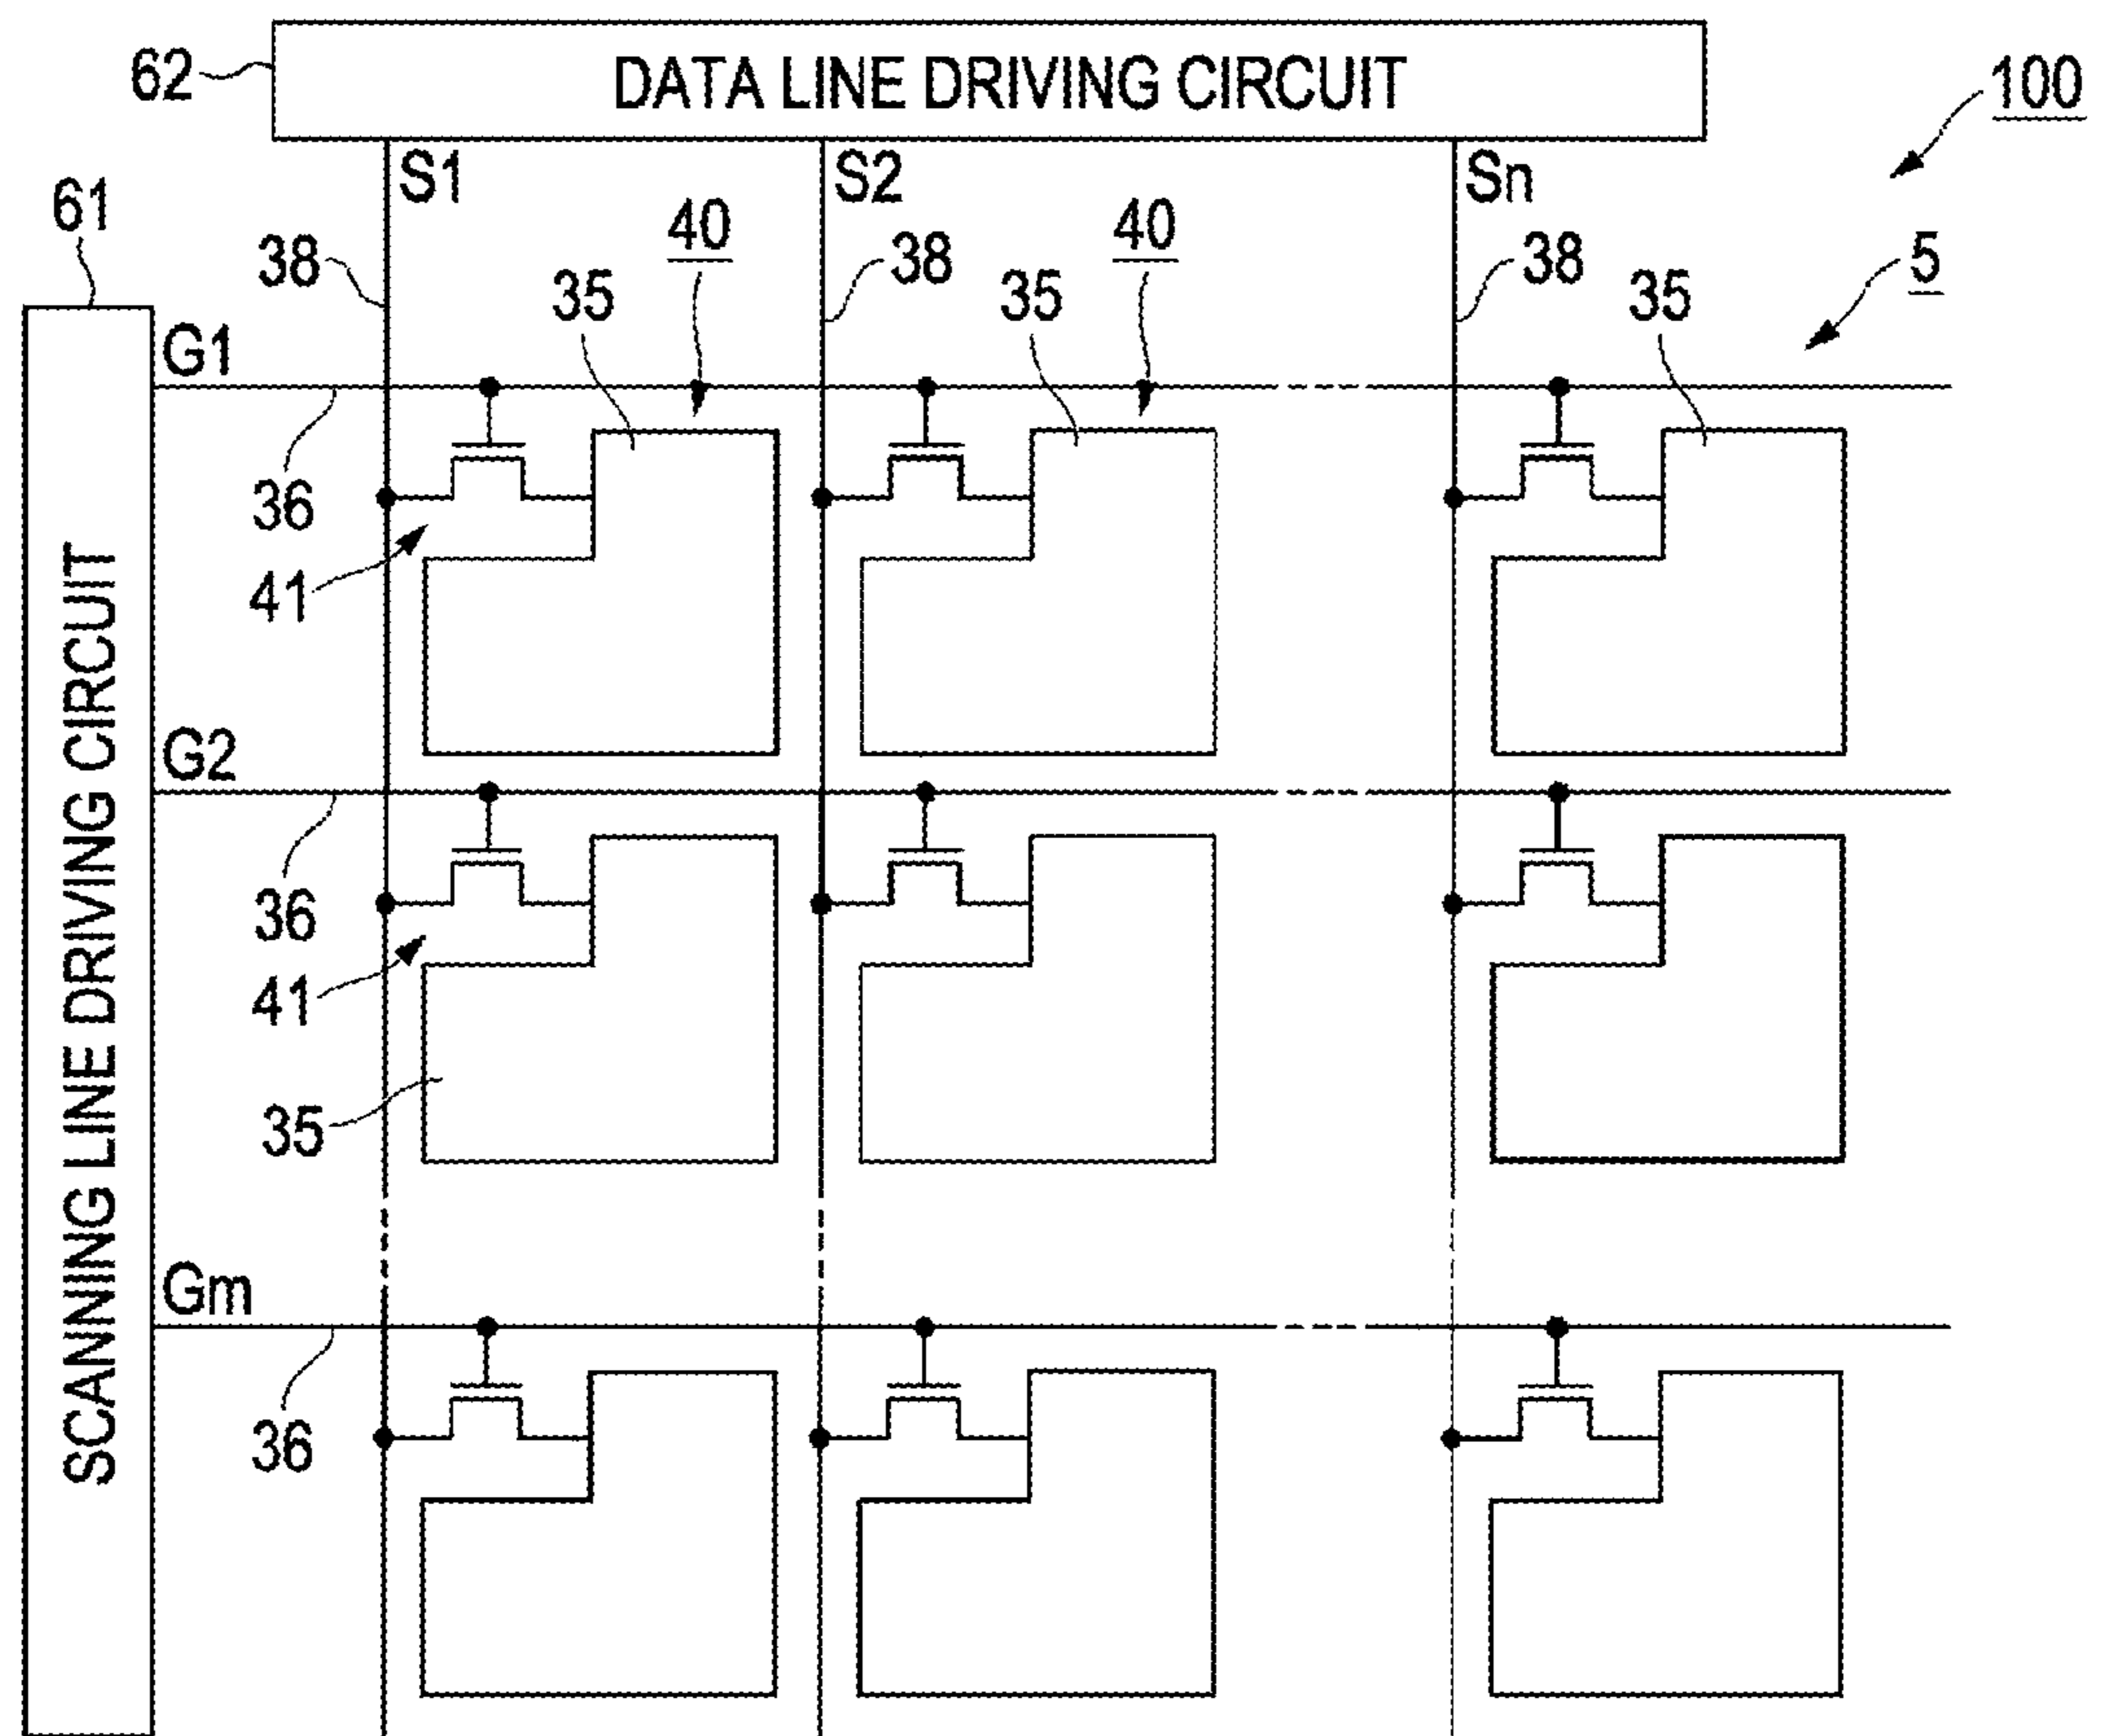 62
DATA LINE DRIVING CIRCUIT
100
61
S1
S2
Sn
38
40
38
40
38
5
35
35
35
G1
36
41
SCANNING LINE DRIVING CIRCUIT
G2
36
41
35
Gm
36